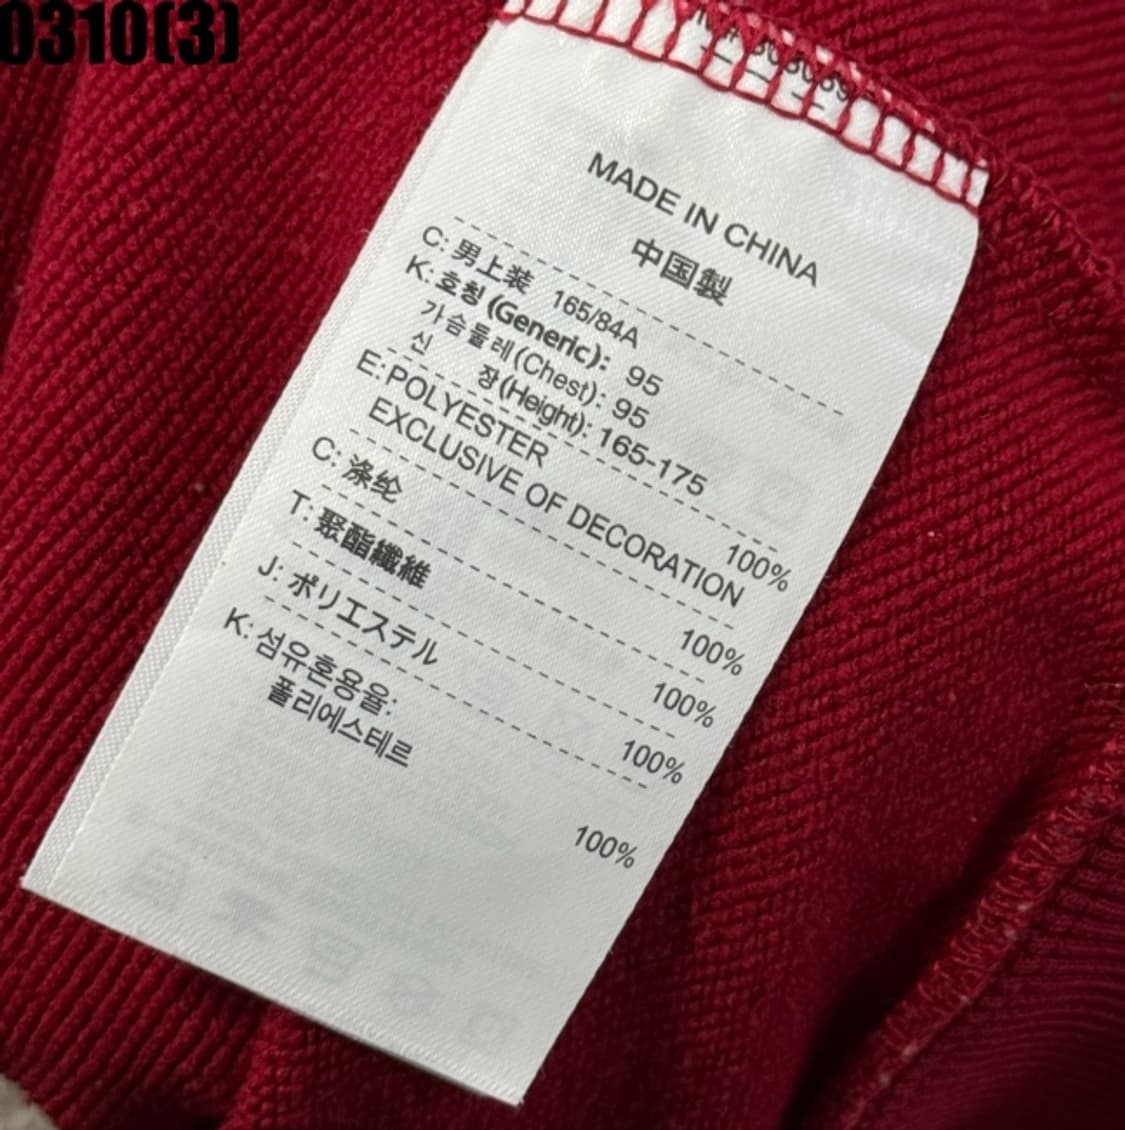 0310(3)
MADE IN CHINA
中国製
C: 男上装 165/84A
K: 호칭 (Generic): 95
가슴둘레(Chest): 95
신 장(Height): 165-175
E: POLYESTER 100%
EXCLUSIVE OF DECORATION
C: 涤纶 100%
T: 聚酯纖維 100%
J: ポリエステル 100%
K: 섬유혼용율:
폴리에스테르 100%